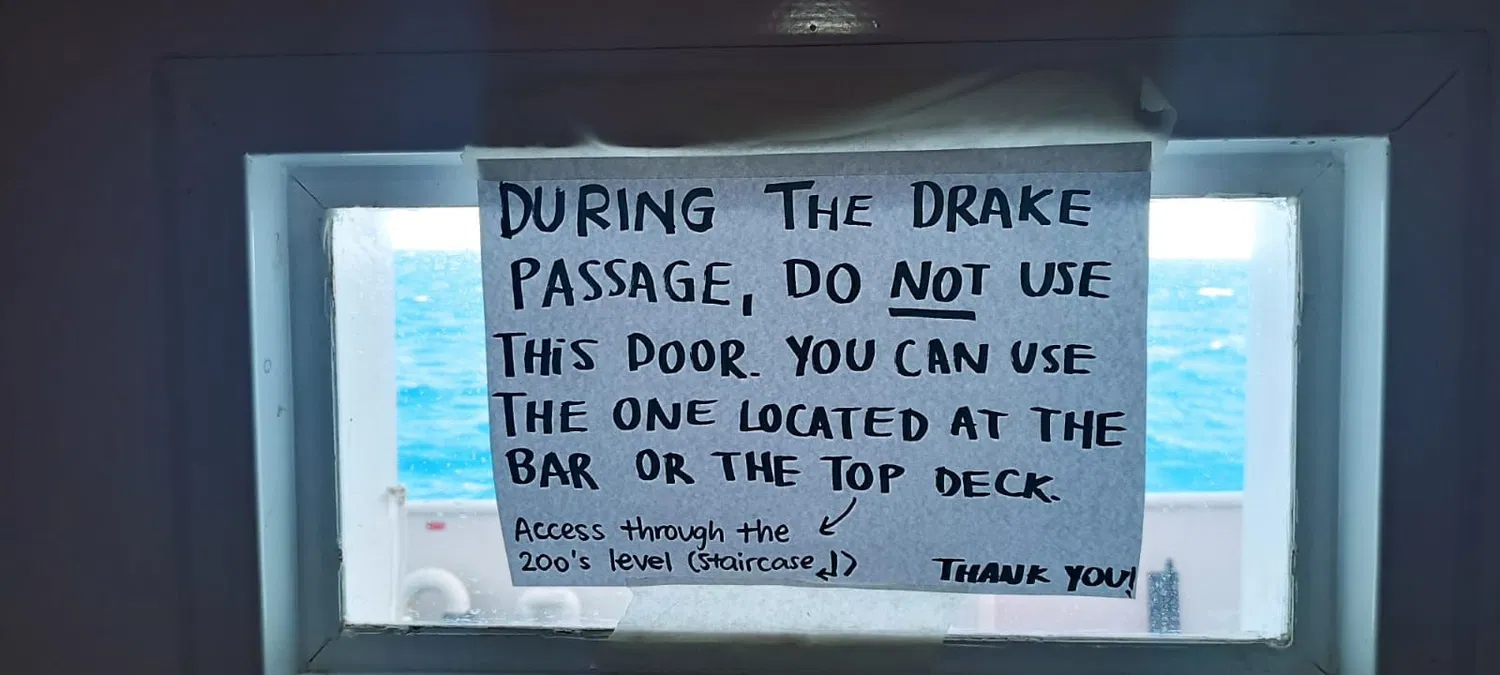 DURING THE DRAKE
PASSAGE, DO NOT USE
THIS DOOR. YOU CAN USE
THE ONE LOCATED AT THE
BAR OR THE TOP DECK.
Access through the
200's level (staircase ↲)
THANK YOU!